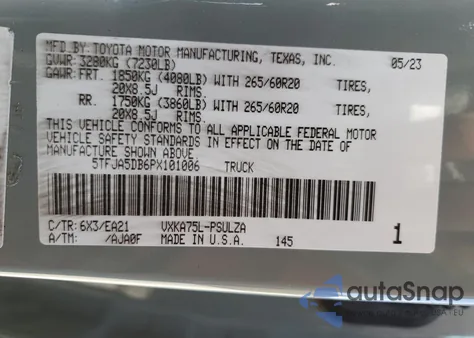 MFD.BY TOYOTA MOTOR MANUFACTURING, TEXAS, INC. 05/23
GVWR: 3280KG (7230LB)
GAWR: FRT. 1850KG (4080LB) WITH 265/60R20 TIRES,
20X8.5J RIMS.
RR. 1750KG (3860LB) WITH 265/60R20 TIRES,
20X8.5J RIMS.
THIS VEHICLE CONFORMS TO ALL APPLICABLE FEDERAL MOTOR
VEHICLE SAFETY STANDARDS IN EFFECT ON THE DATE OF
MANUFACTURE SHOWN ABOVE.
5TFJA5DB6PX101006 TRUCK
C/TR: 6X3/EA21 VXKA75L-PSULZA
A/TM: /AJA0F MADE IN U.S.A. 145 1
autoSnap